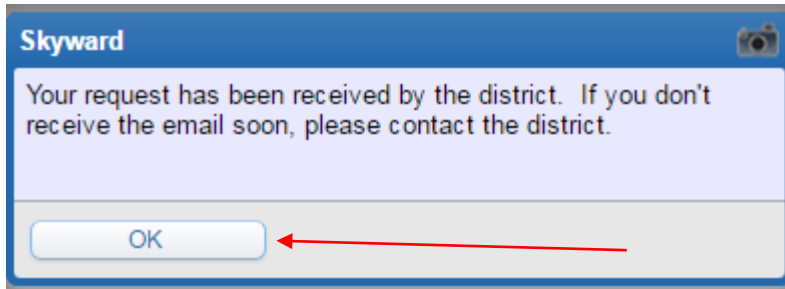 Skyward
Your request has been received by the district.  If you don't
receive the email soon, please contact the district.
OK